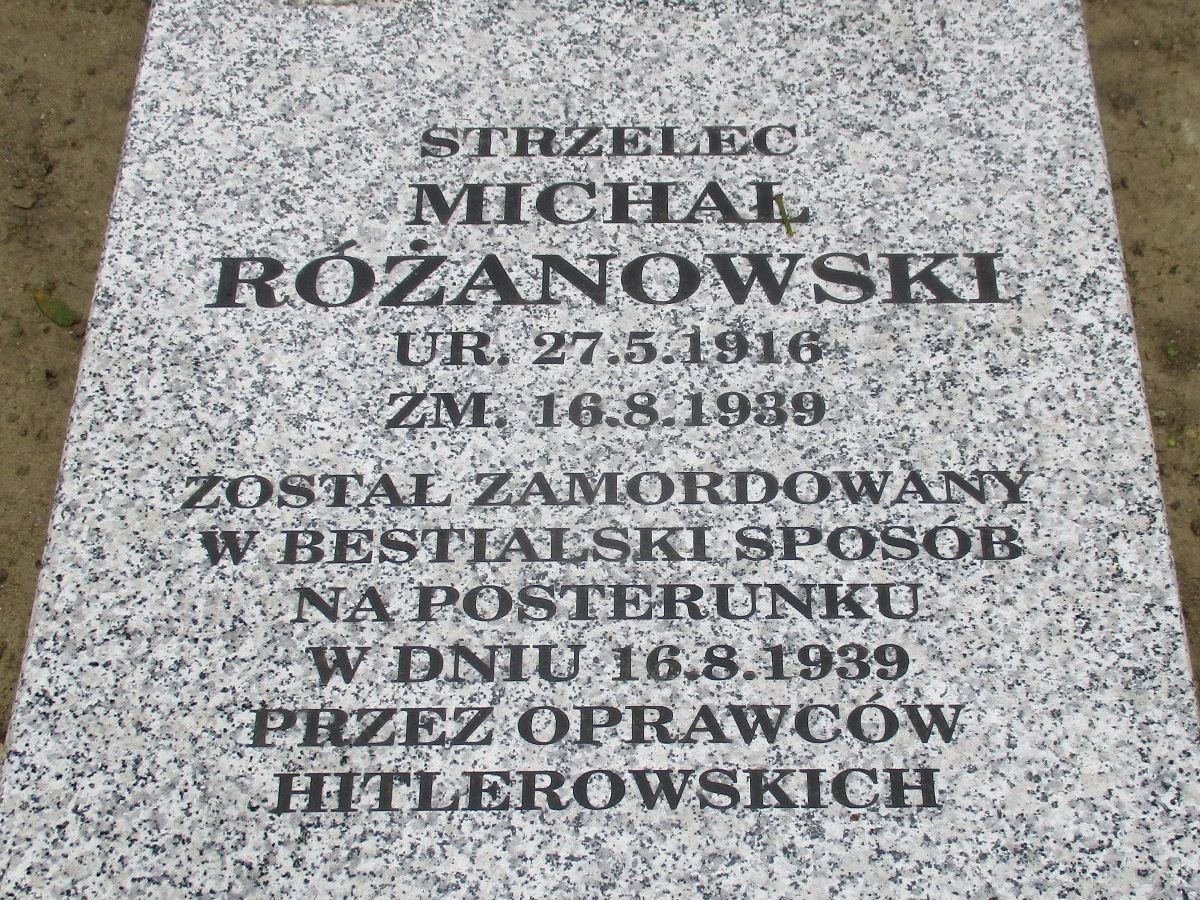 STRZELEC
MICHAŁ
RÓŻANOWSKI
UR. 27.5.1916
ZM. 16.8.1939
ZOSTAŁ ZAMORDOWANY
W BESTIALSKI SPOSÓB
NA POSTERUNKU
W DNIU 16.8.1939
PRZEZ OPRAWCÓW
HITLEROWSKICH